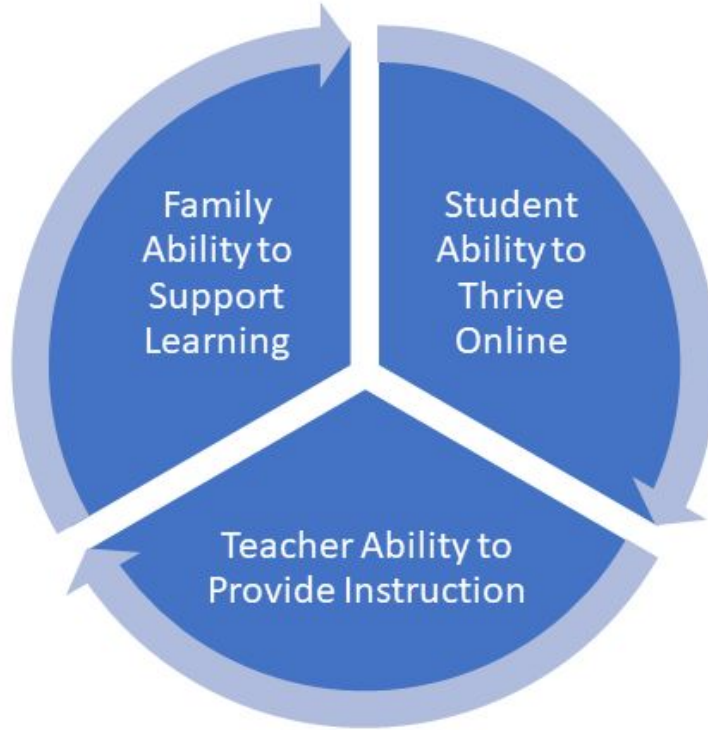 Family
Ability to
Support
Learning
Student
Ability to
Thrive
Online
Teacher Ability to
Provide Instruction